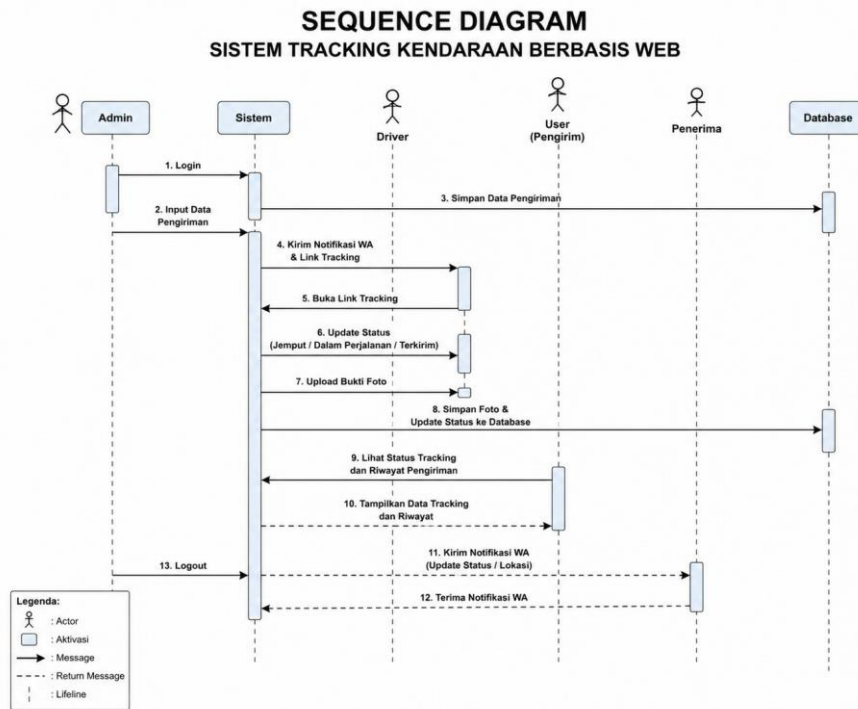 SEQUENCE DIAGRAM
SISTEM TRACKING KENDARAAN BERBASIS WEB
Admin
Sistem
Driver
User
(Pengirim)
Penerima
Database
1. Login
2. Input Data
Pengiriman
3. Simpan Data Pengiriman
4. Kirim Notifikasi WA
& Link Tracking
5. Buka Link Tracking
6. Update Status
(Jemput / Dalam Perjalanan / Terkirim)
7. Upload Bukti Foto
8. Simpan Foto &
Update Status ke Database
9. Lihat Status Tracking
dan Riwayat Pengiriman
10. Tampilkan Data Tracking
dan Riwayat
13. Logout
11. Kirim Notifikasi WA
(Update Status / Lokasi)
12. Terima Notifikasi WA
Legenda:
: Actor
: Aktivasi
: Message
: Return Message
: Lifeline